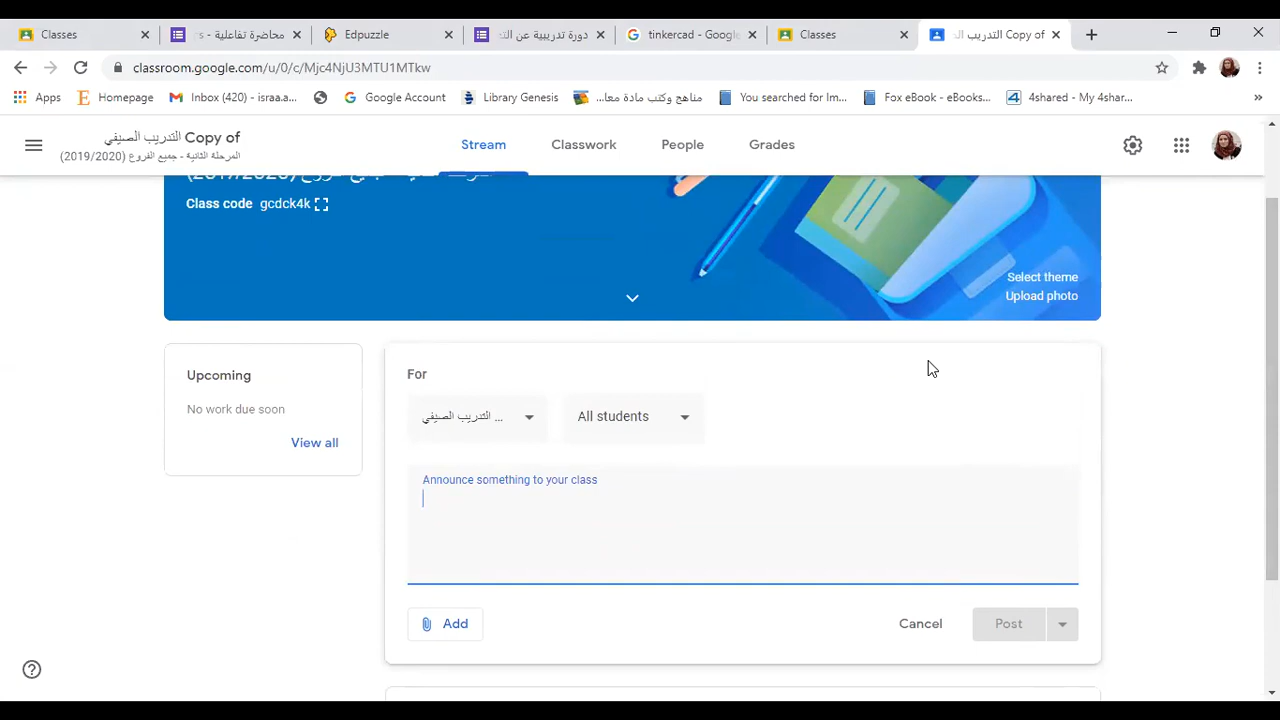 Classes
محاضرة تفاعلية - s
Edpuzzle
دورة تدريبية عن الت
tinkercad - Google
Classes
Copy of التدريب ال
classroom.google.com/u/0/c/Mjc4NjU3MTU1MTkw
Apps
Homepage
Inbox (420) - israa.a...
Google Account
Library Genesis
مناهج وكتب مادة معا...
You searched for Im...
Fox eBook - eBooks...
4shared - My 4shar...
»
Copy of التدريب الصيفي
المرحلة الثانية - جميع الفروع (2019/2020)
Stream
Classwork
People
Grades
Class code gcdck4k
Select theme
Upload photo
Upcoming
No work due soon
View all
For
التدريب الصيفي ...
All students
Announce something to your class
Add
Cancel
Post